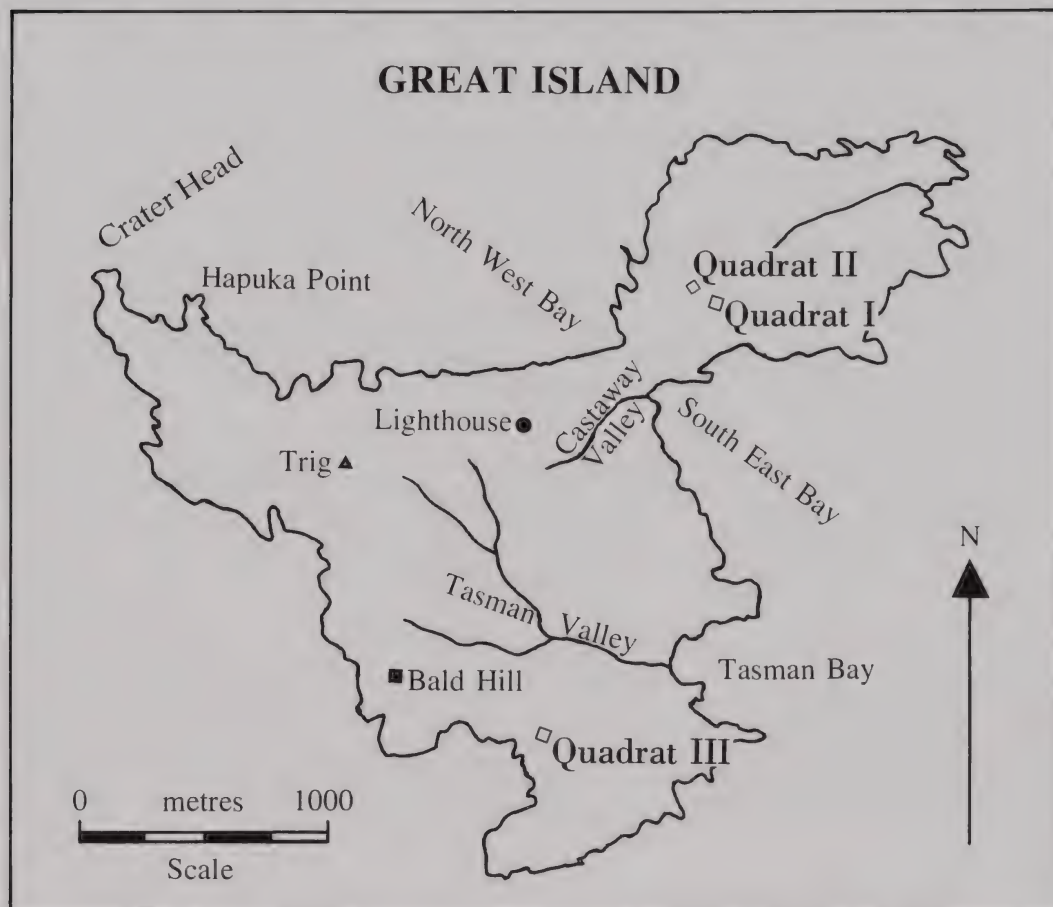 GREAT ISLAND
Crater Head
Hapuka Point
North West Bay
Quadrat II
Quadrat I
Castaway
Valley
South East Bay
Lighthouse
Trig
N
Tasman Valley
Tasman Bay
Bald Hill
Quadrat III
0 metres 1000
Scale